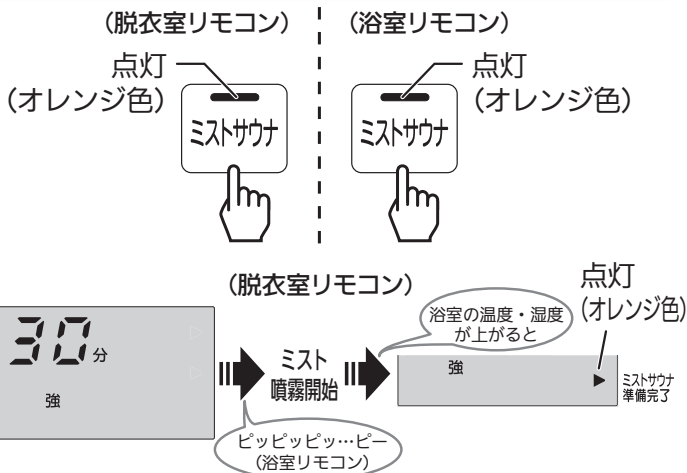 (脱衣室リモコン)
(浴室リモコン)
点灯
(オレンジ色)
ミストサウナ
点灯
(オレンジ色)
ミストサウナ
(脱衣室リモコン)
30分
強
ミスト
噴霧開始
ピッピッピッ…ピー
(浴室リモコン)
浴室の温度・湿度
が上がると
点灯
(オレンジ色)
強
ミストサウナ
準備完了